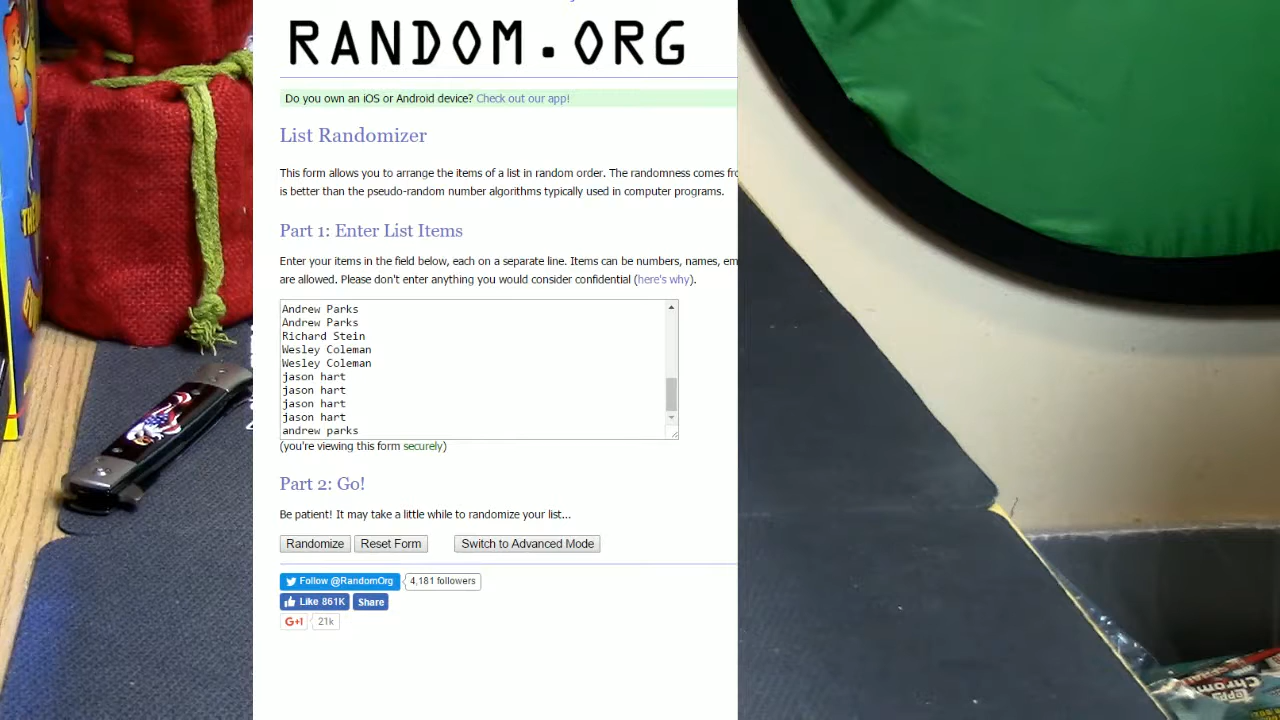 RANDOM.ORG
Do you own an iOS or Android device? Check out our app!
List Randomizer
This form allows you to arrange the items of a list in random order. The randomness comes
is better than the pseudo-random number algorithms typically used in computer programs.
Part 1: Enter List Items
Enter your items in the field below, each on a separate line. Items can be numbers, names,
are allowed. Please don't enter anything you would consider confidential (here's why).
Andrew Parks
Andrew Parks
Richard Stein
Wesley Coleman
Wesley Coleman
jason hart
jason hart
jason hart
jason hart
andrew parks
(you're viewing this form securely)
Part 2: Go!
Be patient! It may take a little while to randomize your list...
Randomize Reset Form Switch to Advanced Mode
Follow @RandomOrg 4,181 followers
Like 861K Share
G+1 21k